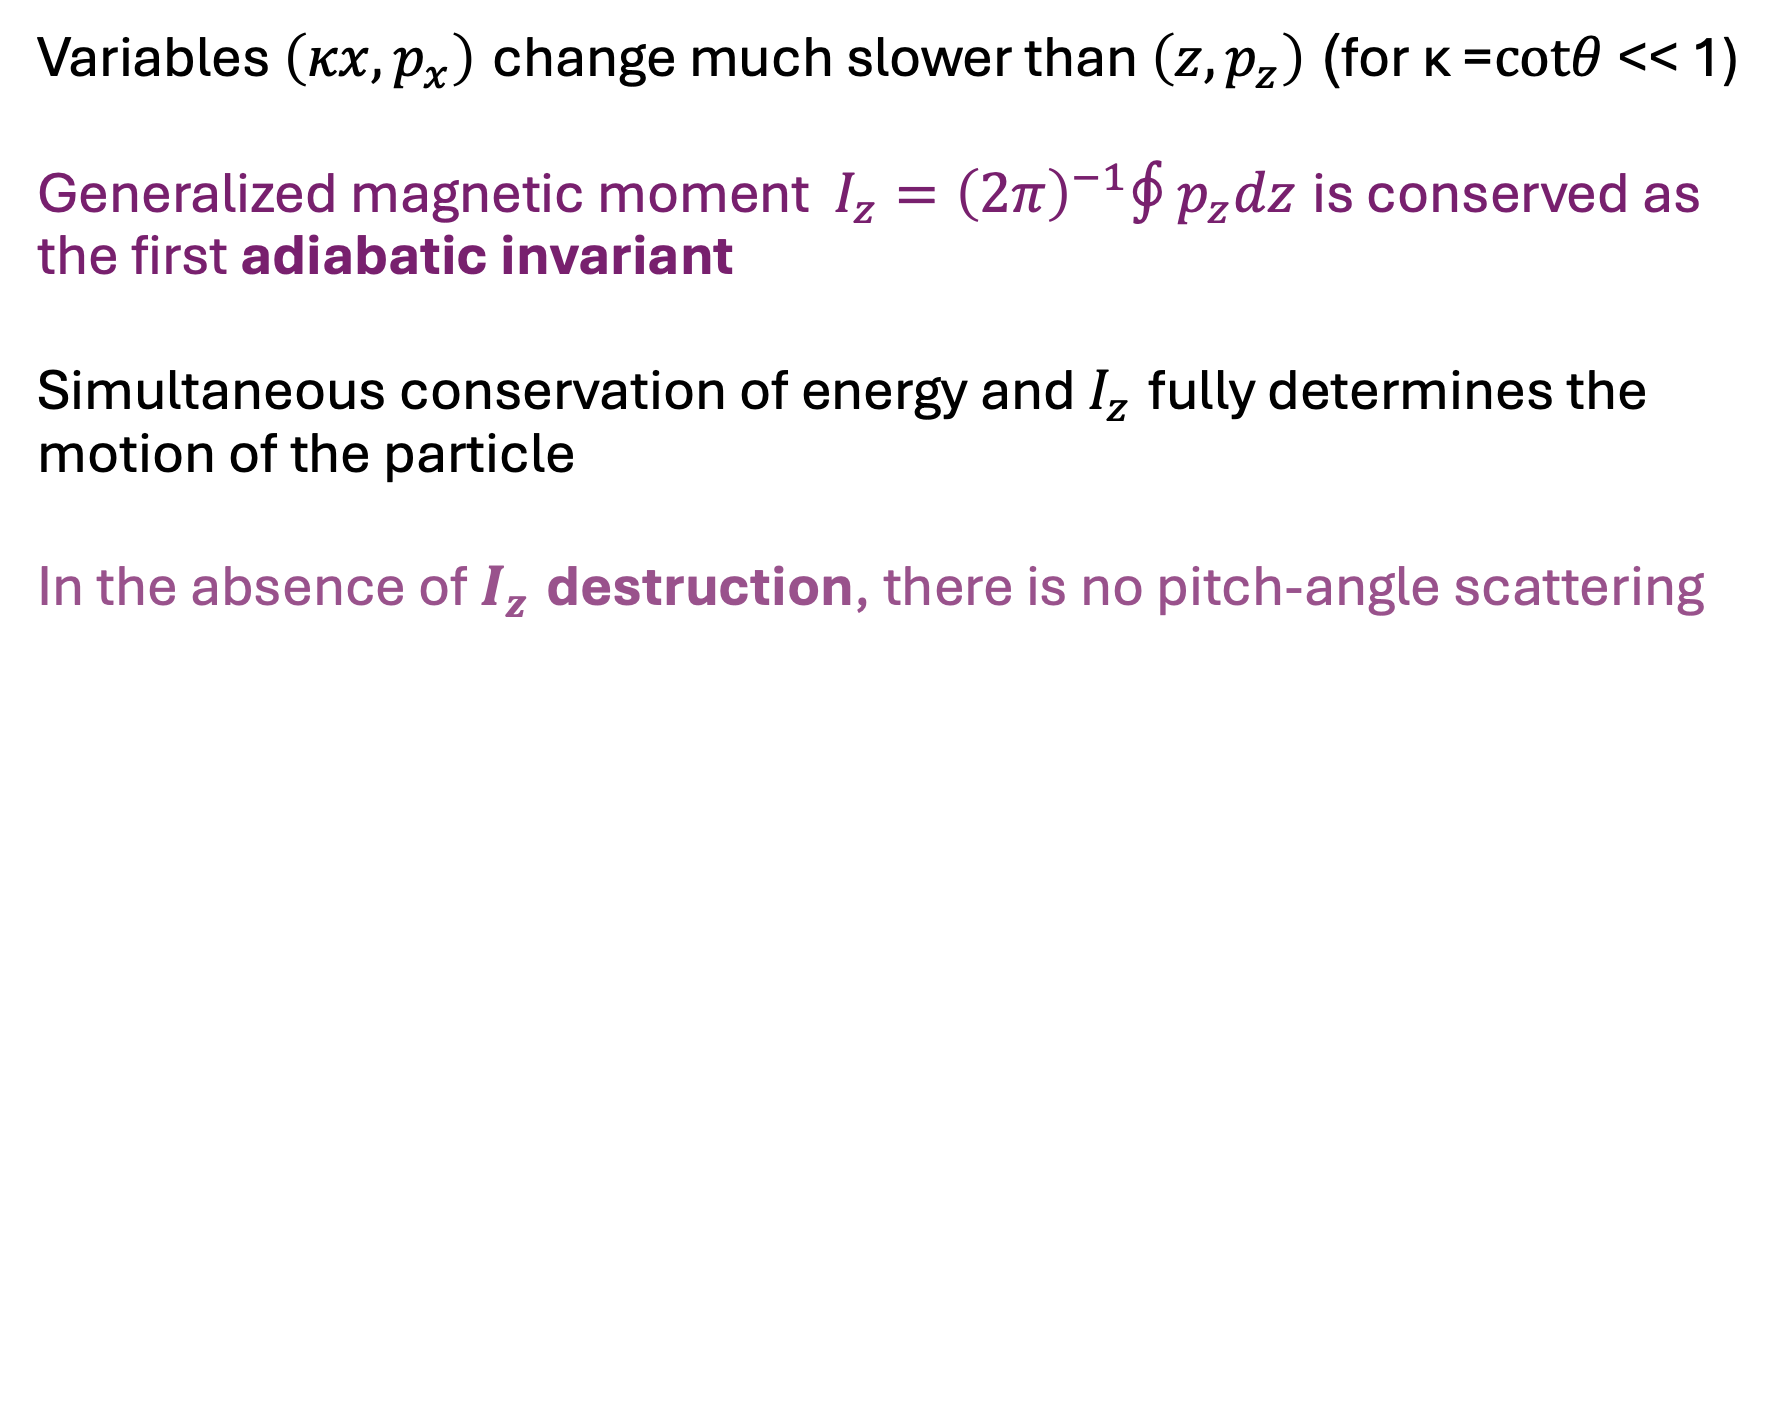 Variables (κx, pₓ) change much slower than (z, p_z) (for κ =cotθ << 1)
Generalized magnetic moment I_z = (2π)⁻¹∮ p_z dz is conserved as
the first adiabatic invariant
Simultaneous conservation of energy and I_z fully determines the
motion of the particle
In the absence of I_z destruction, there is no pitch-angle scattering